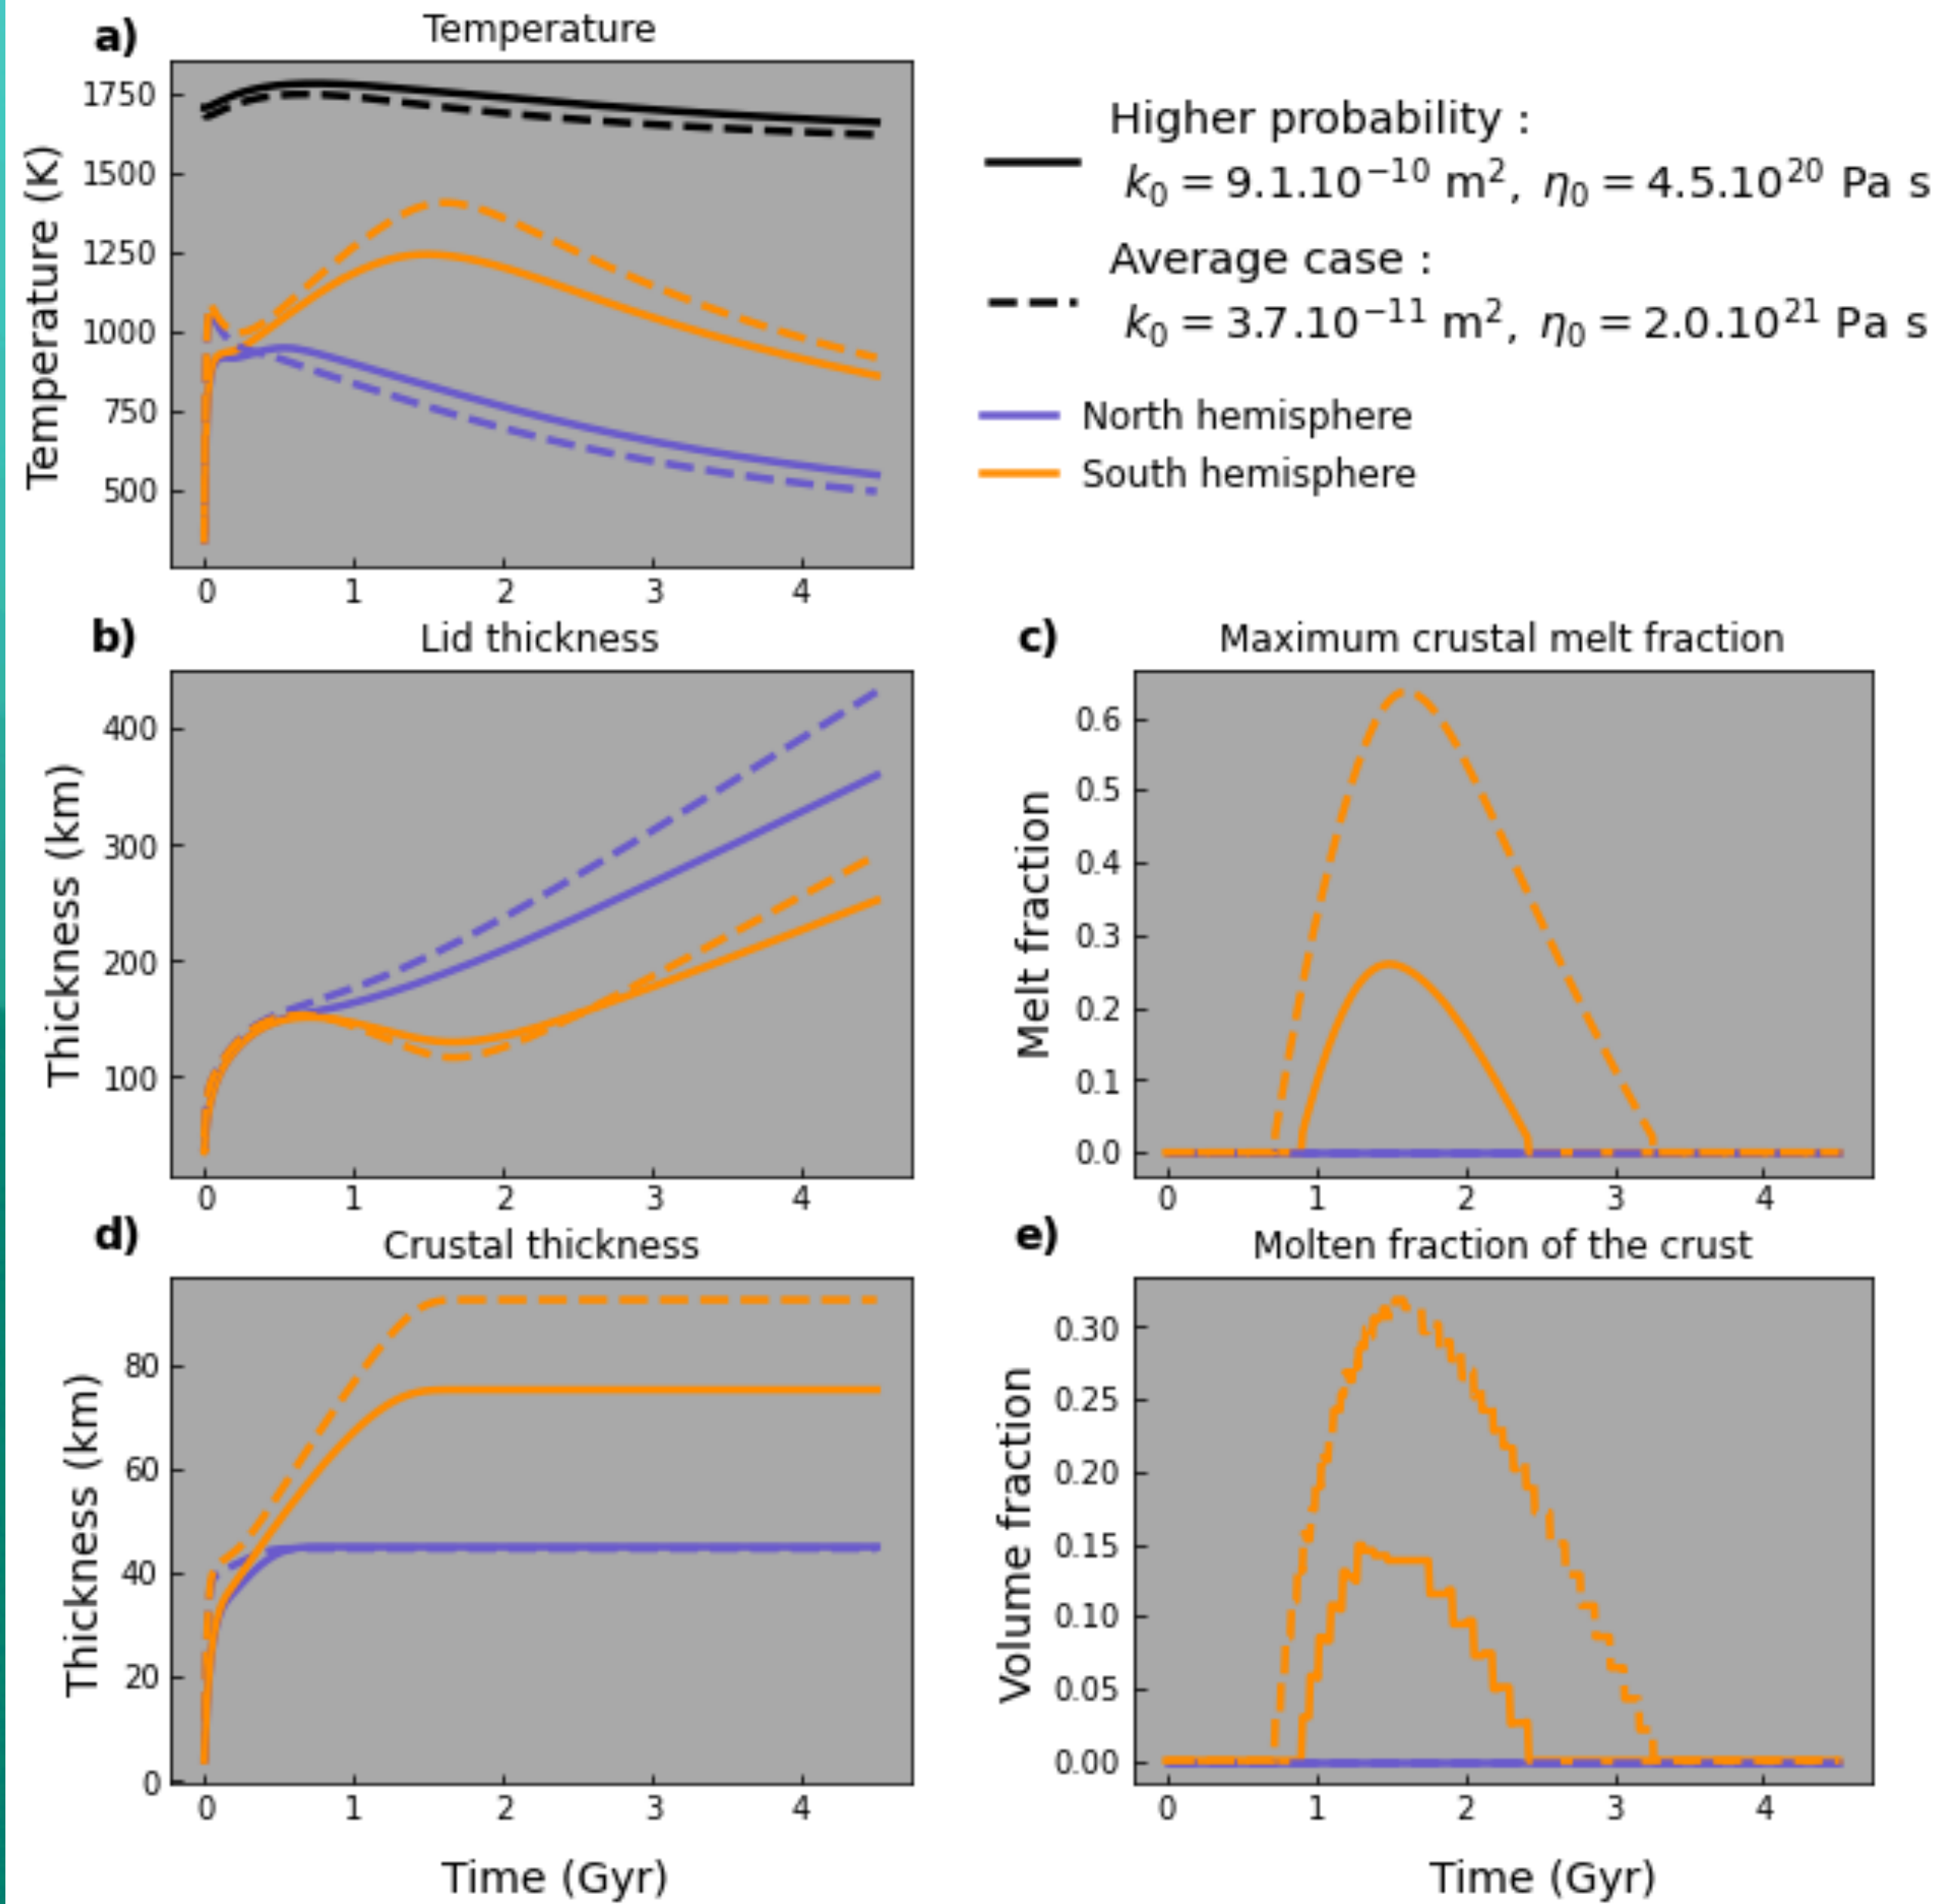 a)
Temperature
Temperature (K)
1750
1500
1250
1000
750
500
0 1 2 3 4
Higher probability :
k₀ = 9.1.10⁻¹⁰ m², η₀ = 4.5.10²⁰ Pa s
Average case :
k₀ = 3.7.10⁻¹¹ m², η₀ = 2.0.10²¹ Pa s
North hemisphere
South hemisphere
b)
Lid thickness
Thickness (km)
400
300
200
100
0 1 2 3 4
c)
Maximum crustal melt fraction
Melt fraction
0.6
0.5
0.4
0.3
0.2
0.1
0.0
0 1 2 3 4
d)
Crustal thickness
Thickness (km)
80
60
40
20
0
0 1 2 3 4
Time (Gyr)
e)
Molten fraction of the crust
Volume fraction
0.30
0.25
0.20
0.15
0.10
0.05
0.00
0 1 2 3 4
Time (Gyr)